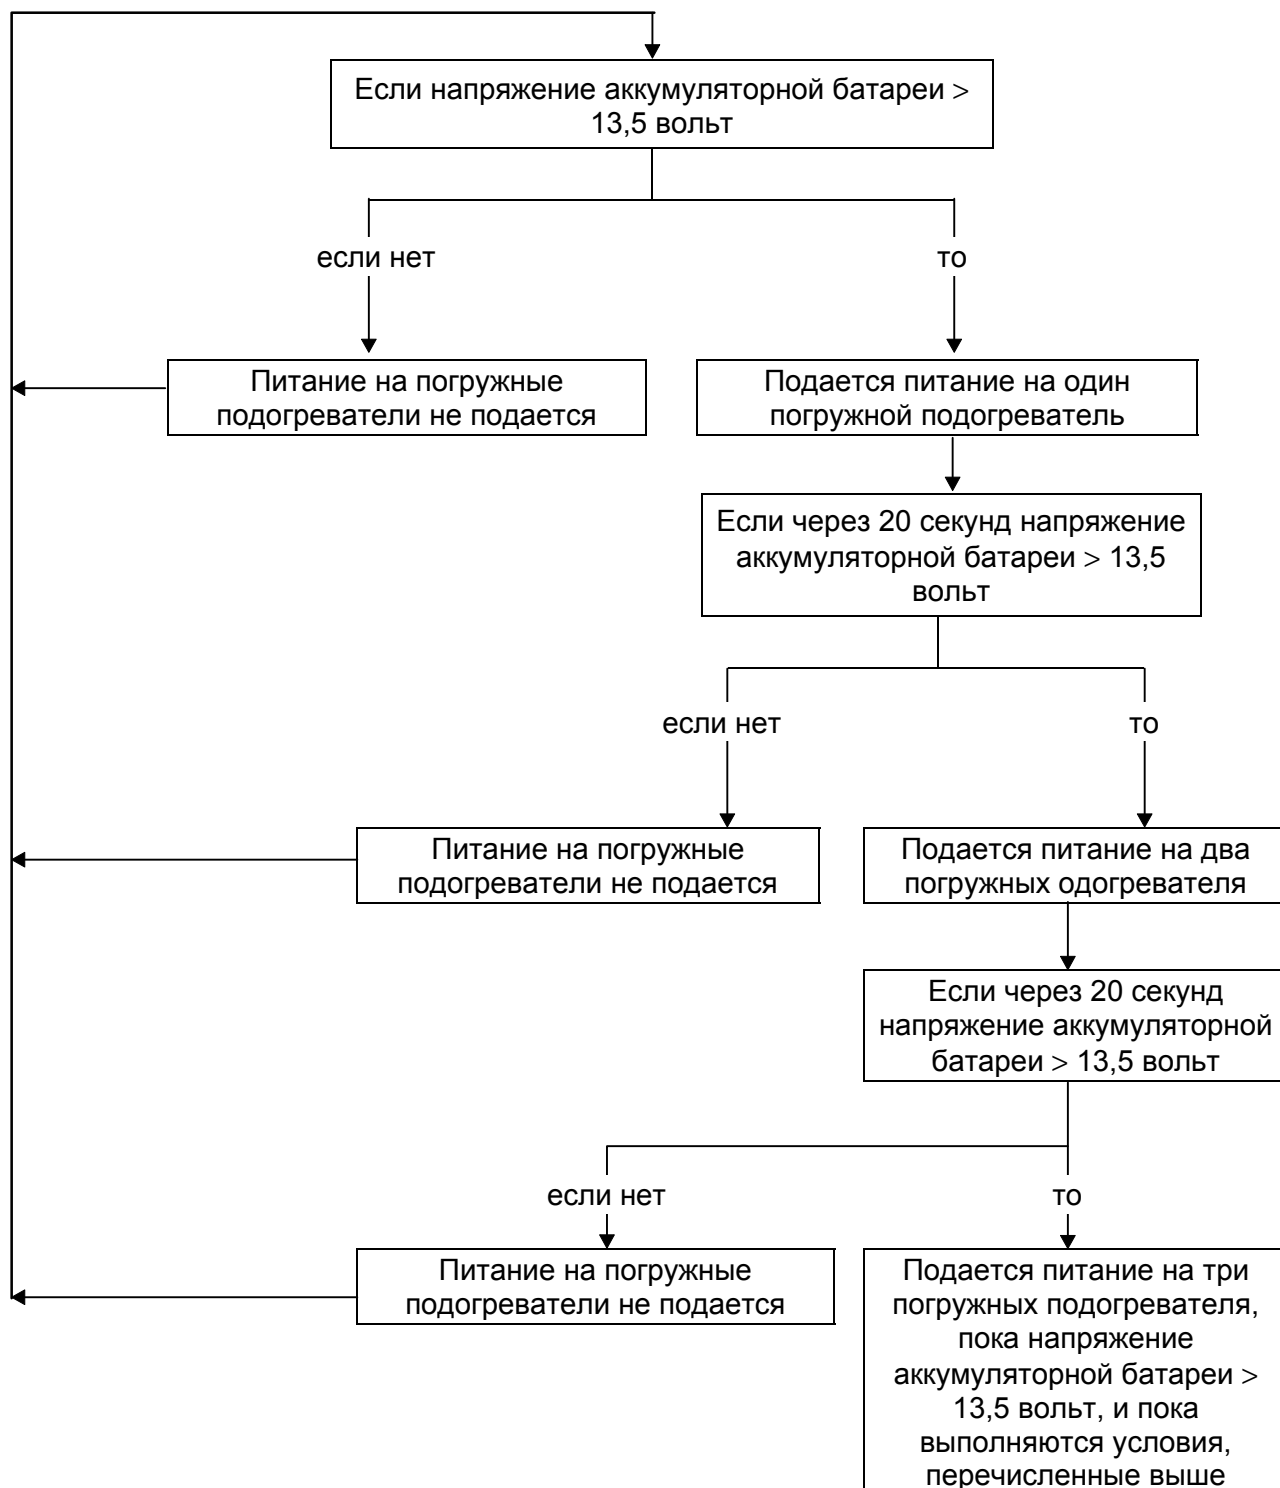 Если напряжение аккумуляторной батареи >
13,5 вольт
если нет
то
Питание на погружные
подогреватели не подается
Подается питание на один
погружной подогреватель
Если через 20 секунд напряжение
аккумуляторной батареи > 13,5
вольт
если нет
то
Питание на погружные
подогреватели не подается
Подается питание на два
погружных одогревателя
Если через 20 секунд
напряжение аккумуляторной
батареи > 13,5 вольт
если нет
то
Питание на погружные
подогреватели не подается
Подается питание на три
погружных подогревателя,
пока напряжение
аккумуляторной батареи >
13,5 вольт, и пока
выполняются условия,
перечисленные выше